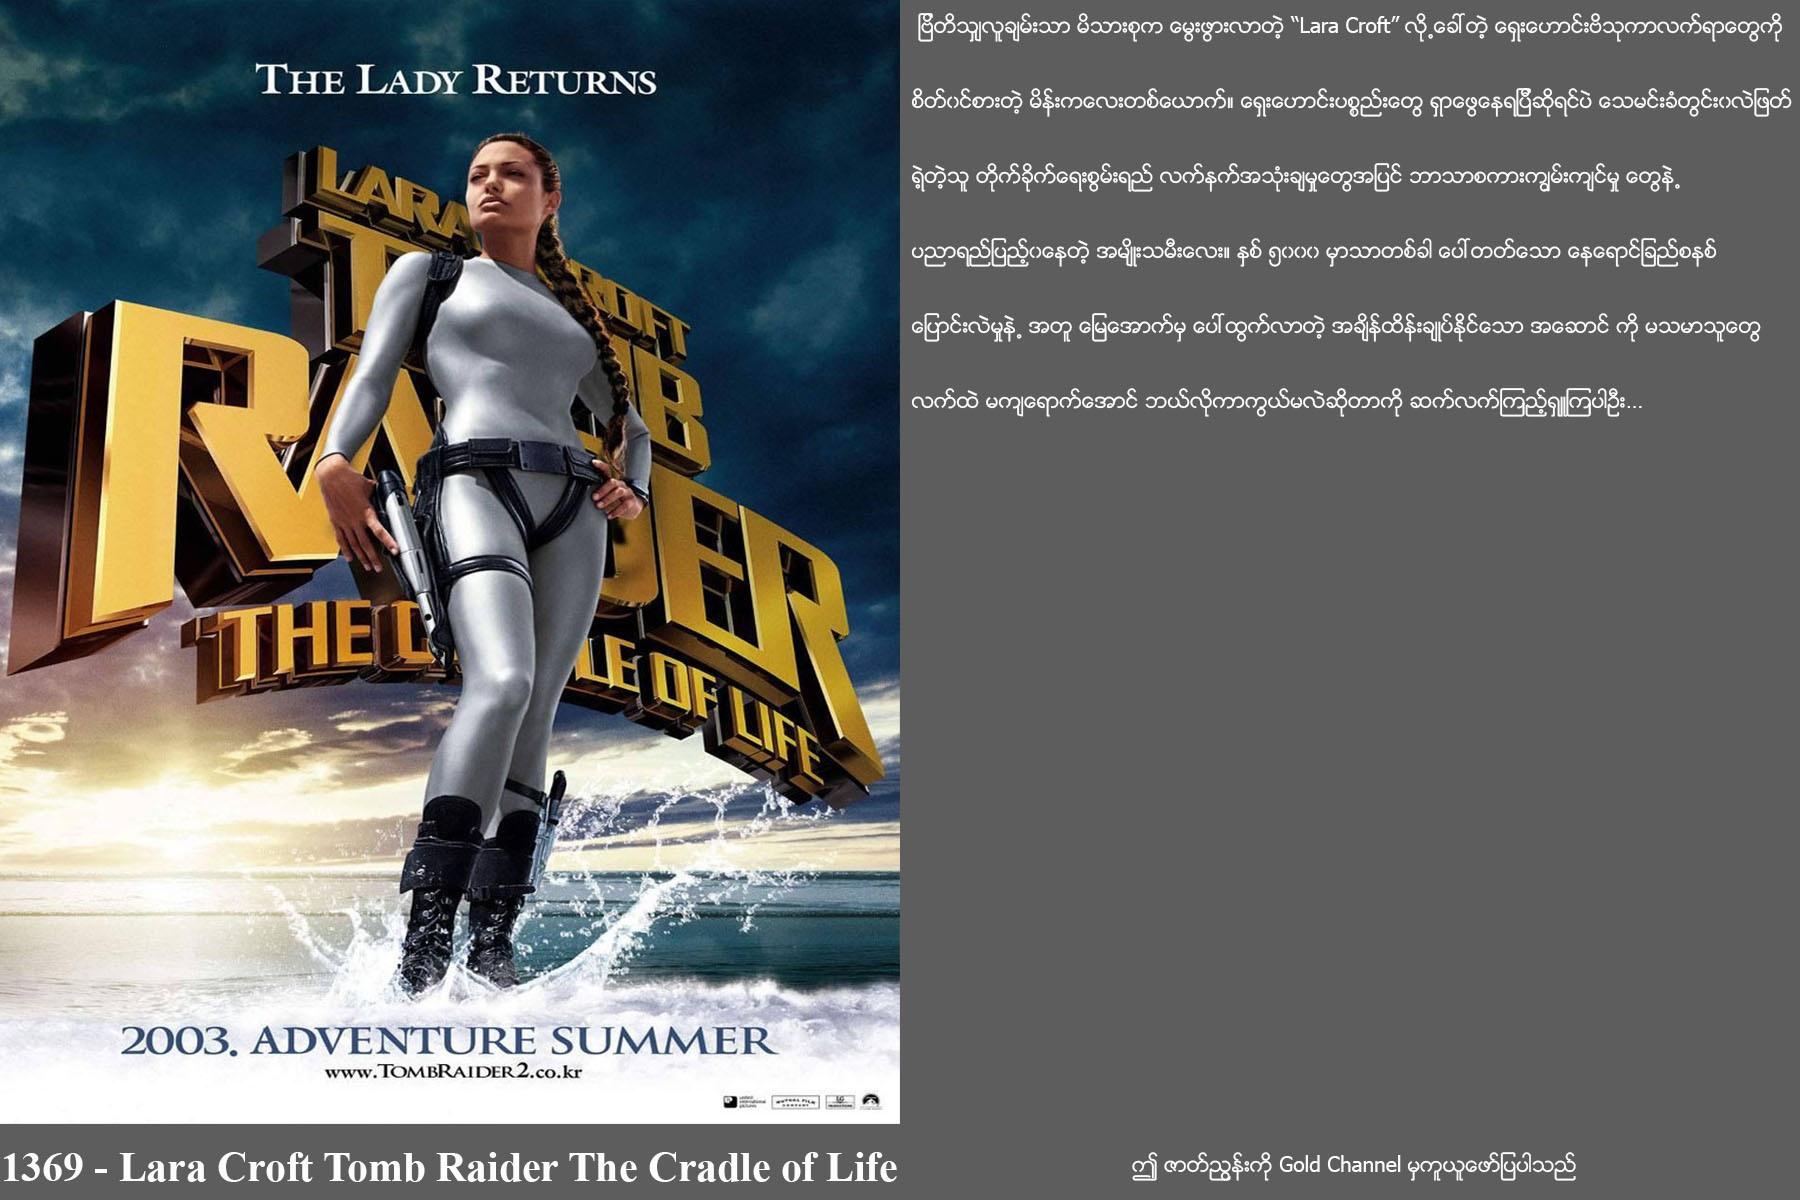 THE LADY RETURNS
LARA CROFT
TOMB
RAIDER
THE CRADLE OF LIFE
2003. ADVENTURE SUMMER
www.TOMBRAIDER2.co.kr
1369 - Lara Croft Tomb Raider The Cradle of Life
ဗြိတိသျှလူချမ်းသာ မိသားစုက မွေးဖွားလာတဲ့ “Lara Croft” လို့ခေါ်တဲ့ ရှေးဟောင်းဗိသုကာလက်ရာတွေကို
စိတ်ဝင်စားတဲ့ မိန်းကလေးတစ်ယောက်။ ရှေးဟောင်းပစ္စည်းတွေ ရှာဖွေနေရပြီဆိုရင်ပဲ သေမင်းခံတွင်းဝလဲဖြတ်
ရဲ့တဲ့သူ တိုက်ခိုက်ရေးစွမ်းရည် လက်နက်အသုံးချမှုတွေအပြင် ဘာသာစကားကျွမ်းကျင်မှု တွေနဲ့
ပညာရည်ပြည့်ဝနေတဲ့ အမျိုးသမီးလေး။ နှစ် ၅၀၀၀ မှာသာတစ်ခါ ပေါ်တတ်သော နေရောင်ခြည်စနစ်
ပြောင်းလဲမှုနဲ့ အတူ မြေအောက်မှ ပေါ်ထွက်လာတဲ့ အချိန်ထိန်းချုပ်နိုင်သော အဆောင် ကို မသမာသူတွေ
လက်ထဲ မကျရောက်အောင် ဘယ်လိုကာကွယ်မလဲဆိုတာကို ဆက်လက်ကြည့်ရှူကြပါဦး...
ဤ ဇာတ်ညွှန်းကို Gold Channel မှကူယူဖော်ပြပါသည်